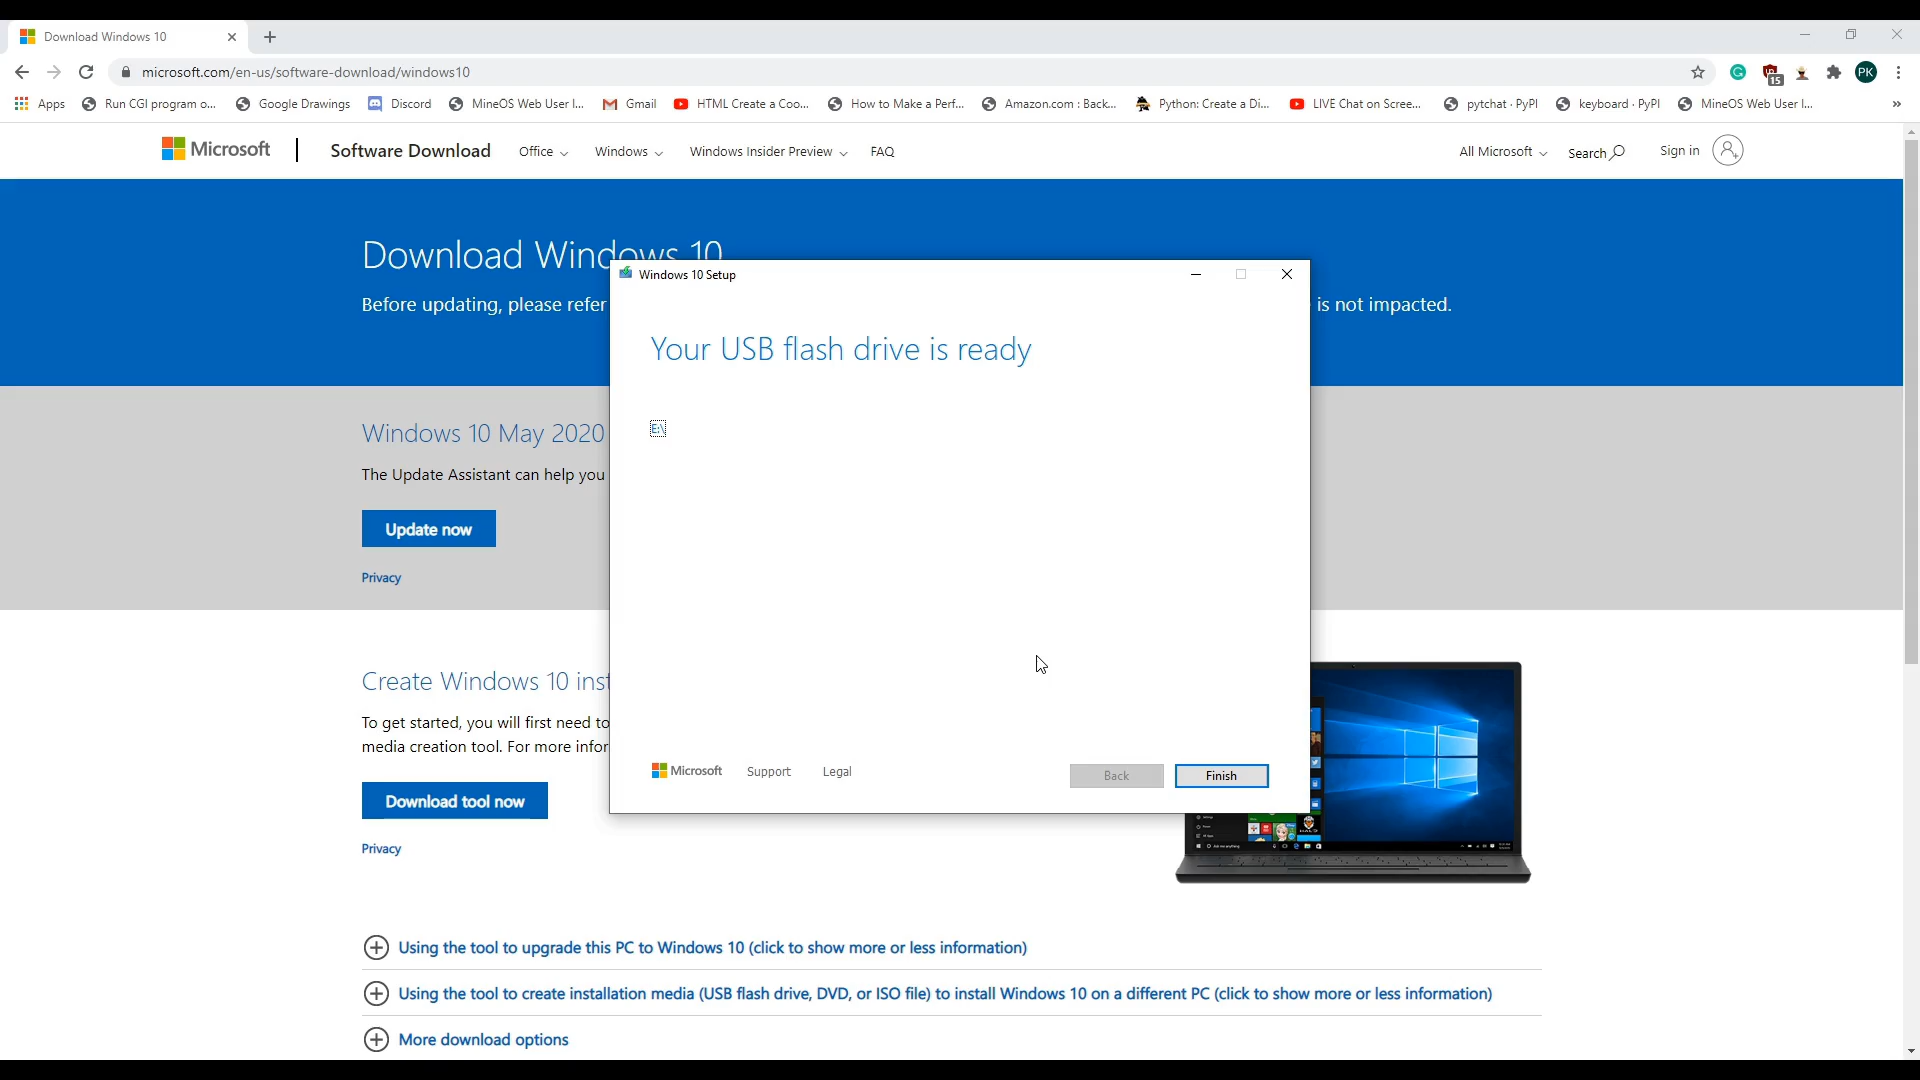 Download Windows 10
microsoft.com/en-us/software-download/windows10
15
PK
Apps
Run CGI program o...
Google Drawings
Discord
MineOS Web User I...
Gmail
HTML Create a Coo...
How to Make a Perf...
Amazon.com : Back...
Python: Create a Di...
LIVE Chat on Scree...
pytchat · PyPI
keyboard · PyPI
MineOS Web User I...
»
Microsoft
Software Download
Office
Windows
Windows Insider Preview
FAQ
All Microsoft
Search
Sign in
Download Windows 10
Before updating, please refer
is not impacted.
Windows 10 Setup
Your USB flash drive is ready
E:\
Windows 10 May 2020
The Update Assistant can help you
Update now
Privacy
Create Windows 10 inst
To get started, you will first need to
media creation tool. For more infor
Microsoft
Support
Legal
Back
Finish
Download tool now
Privacy
Using the tool to upgrade this PC to Windows 10 (click to show more or less information)
Using the tool to create installation media (USB flash drive, DVD, or ISO file) to install Windows 10 on a different PC (click to show more or less information)
More download options